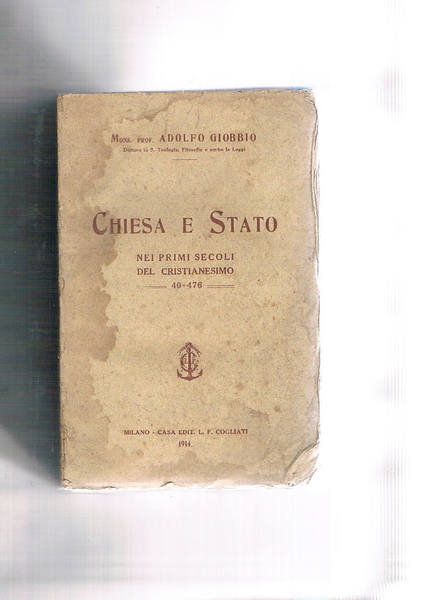 MONS. PROF. ADOLFO GIOBBIO
Dottore in S. Teologia, Filosofia e ambo le Leggi
CHIESA E STATO
NEI PRIMI SECOLI
DEL CRISTIANESIMO
40-476
MILANO - CASA EDIT. L. F. COGLIATI
1914